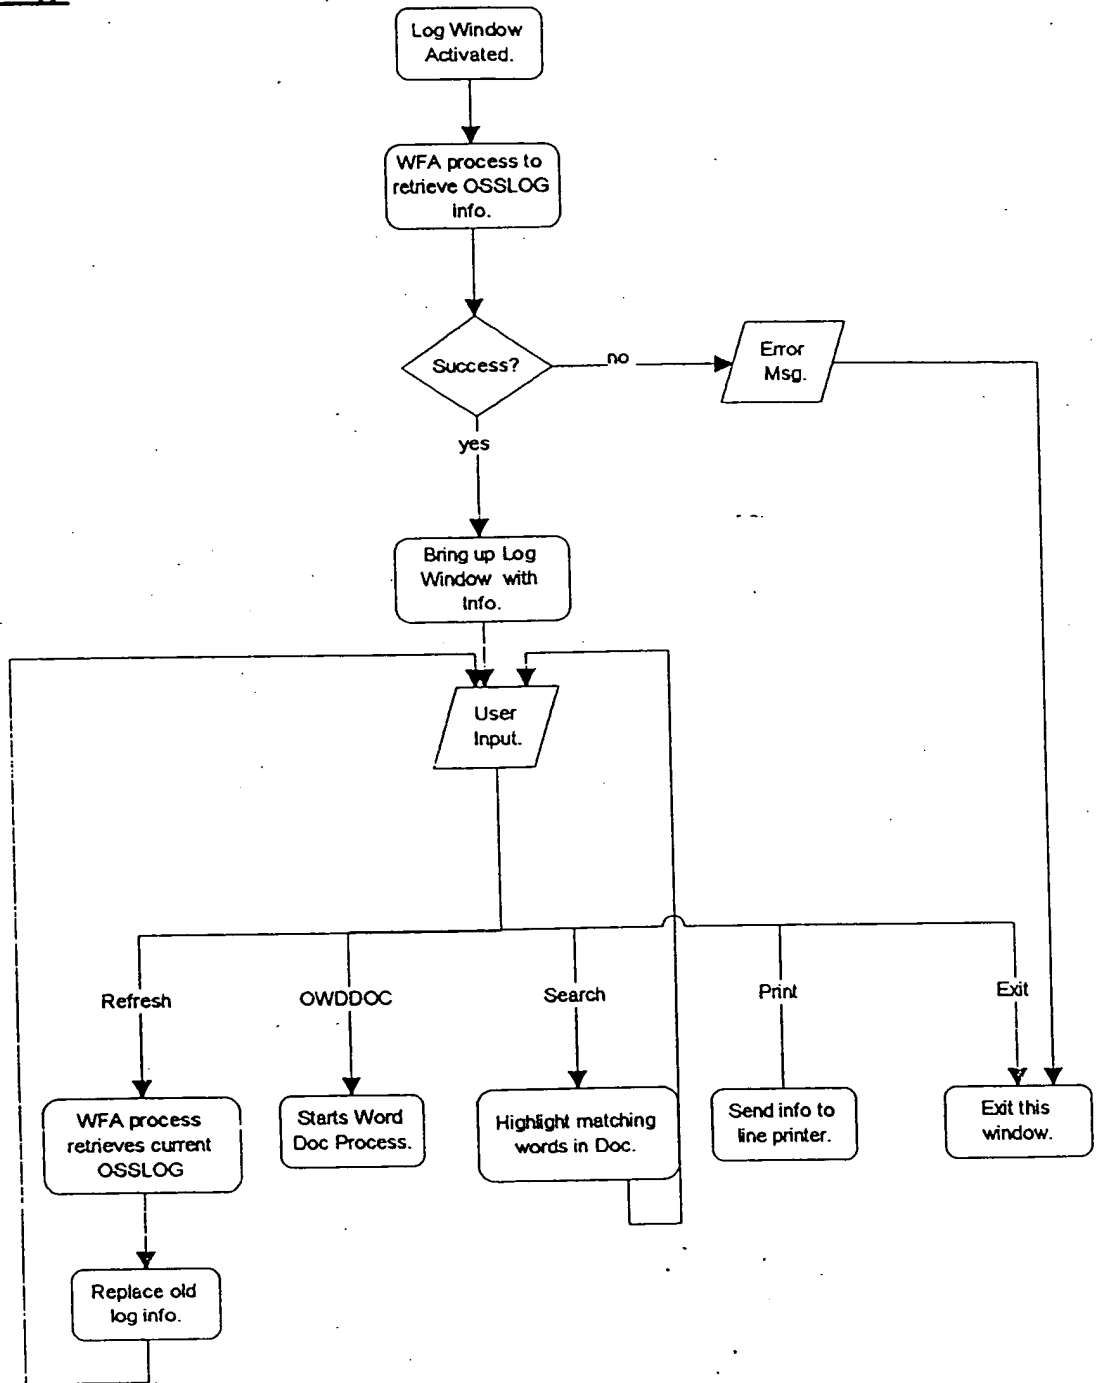 Log Window
Activated.
WFA process to
retrieve OSSLOG
info.
Success?
no
Error
Msg.
yes
Bring up Log
Window with
Info.
User
Input.
Refresh
OWDDOC
Search
Print
Exit
WFA process
retrieves current
OSSLOG
Starts Word
Doc Process.
Highlight matching
words in Doc.
Send info to
line printer.
Exit this
window.
Replace old
log info.